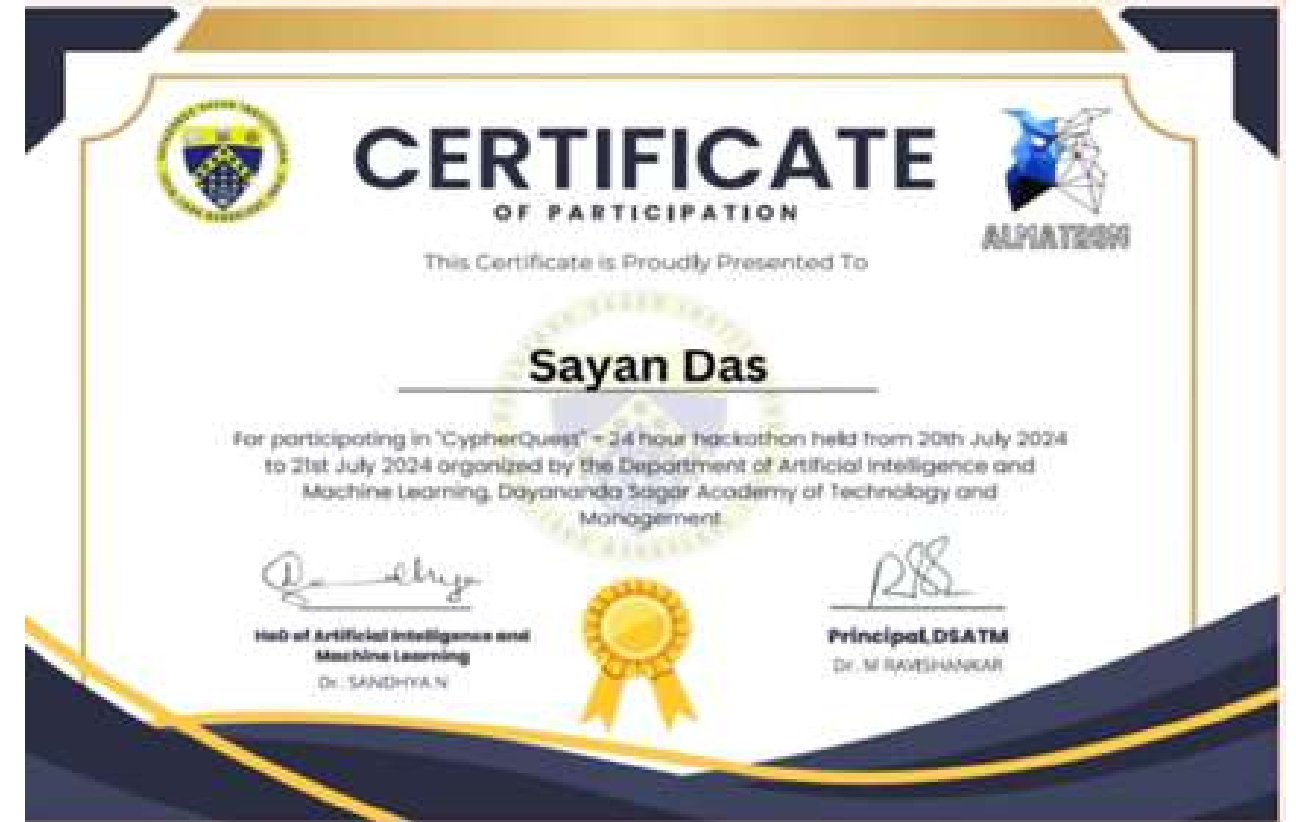 CERTIFICATE
OF PARTICIPATION
ALMATRON
This Certificate is Proudly Presented To
Sayan Das
For participating in "CypherQuest" - 24 hour hackathon held from 20th July 2024
to 21st July 2024 organized by the Department of Artificial Intelligence and
Machine Learning, Dayananda Sagar Academy of Technology and
Management
HoD of Artificial Intelligence and
Machine Learning
Dr. SANDHYA N
Principal,DSATM
Dr. M RAVISHANKAR